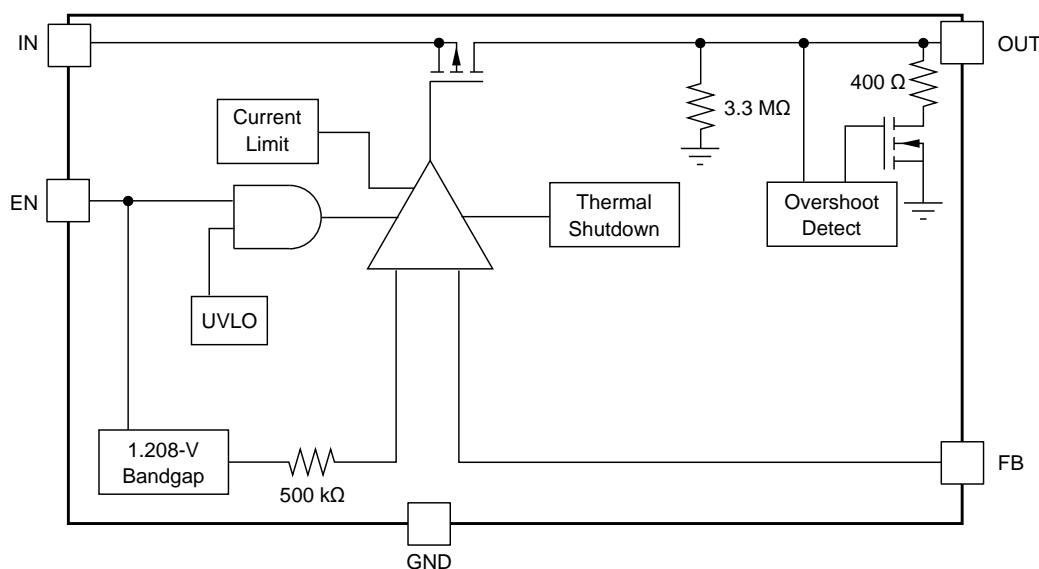 IN
OUT
400 Ω
3.3 MΩ
Current
Limit
EN
Thermal
Shutdown
Overshoot
Detect
UVLO
1.208-V
Bandgap
500 kΩ
FB
GND